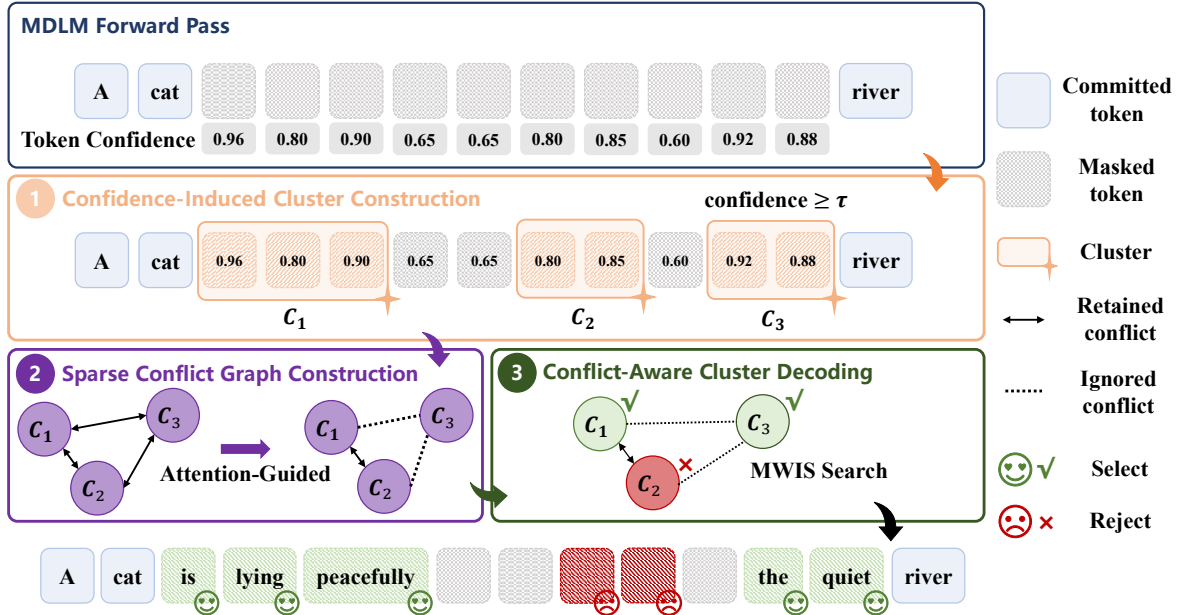 MDLM Forward Pass
A cat river
Token Confidence 0.96 0.80 0.90 0.65 0.65 0.80 0.85 0.60 0.92 0.88
Committed token
Masked token
Cluster
Retained conflict
Ignored conflict
Select
Reject
1 Confidence-Induced Cluster Construction
confidence ≥ τ
A cat 0.96 0.80 0.90 0.65 0.65 0.80 0.85 0.60 0.92 0.88 river
C₁ C₂ C₃
2 Sparse Conflict Graph Construction
C₁ C₃ C₂
Attention-Guided
C₁ C₃ C₂
3 Conflict-Aware Cluster Decoding
√ √
C₁ C₃
C₂ ×
MWIS Search
√
×
A cat is lying peacefully the quiet river